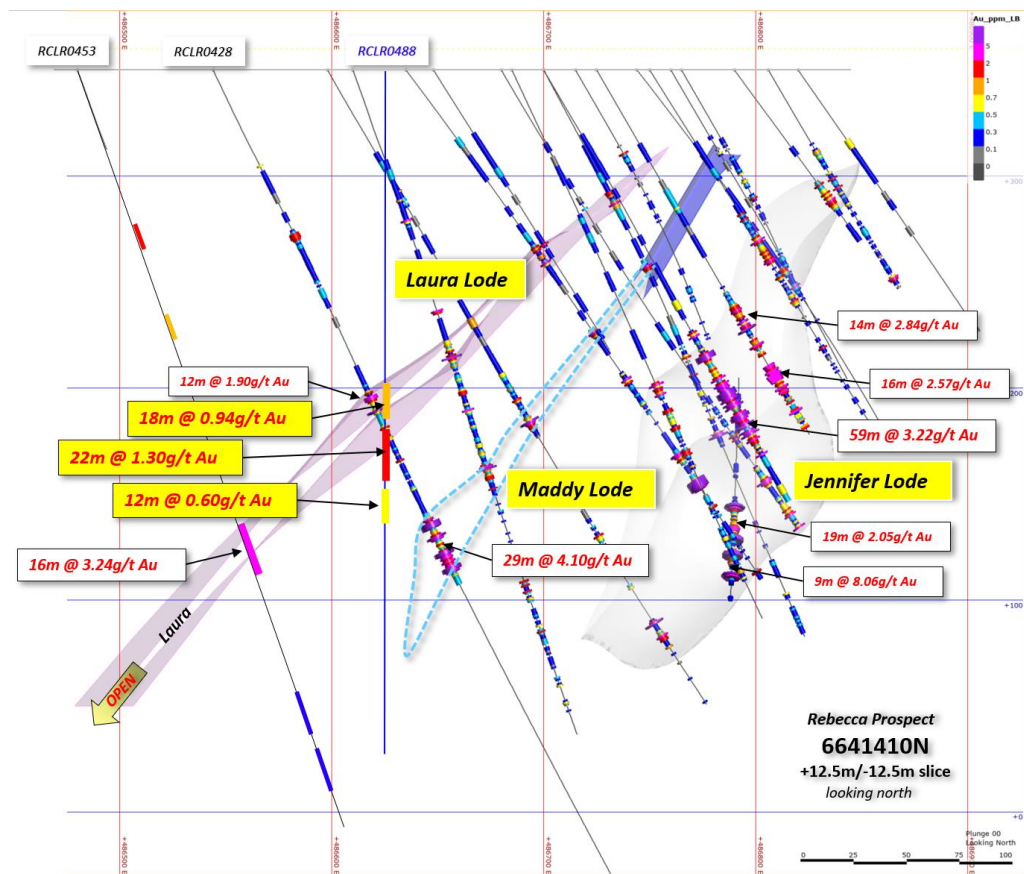 Au_ppm_LB
5
2
1
0.7
0.5
0.3
0.1
0
+486500 E
+486600 E
+486700 E
+486800 E
RCLR0453
RCLR0428
RCLR0488
+300
Laura Lode
14m @ 2.84g/t Au
12m @ 1.90g/t Au
16m @ 2.57g/t Au
+200
18m @ 0.94g/t Au
59m @ 3.22g/t Au
22m @ 1.30g/t Au
Jennifer Lode
Maddy Lode
12m @ 0.60g/t Au
19m @ 2.05g/t Au
16m @ 3.24g/t Au
29m @ 4.10g/t Au
9m @ 8.06g/t Au
+100
Laura
OPEN
Rebecca Prospect
6641410N
+12.5m/-12.5m slice
looking north
+0
Plunge 00
Looking North
0 25 50 75 100
+486500 E
+486600 E
+486700 E
+486800 E